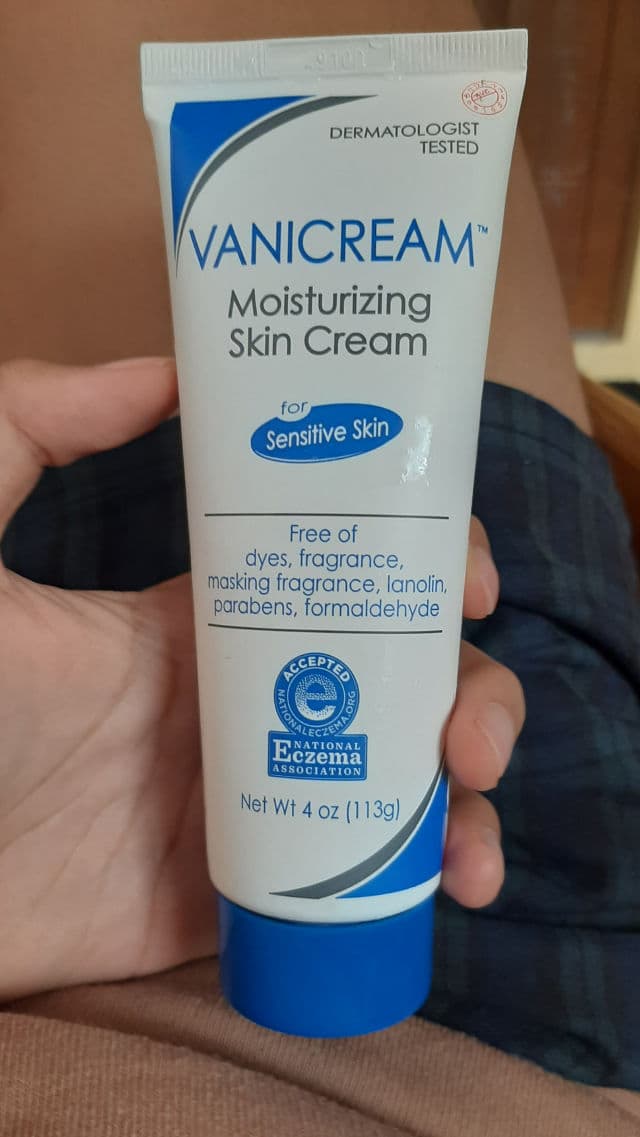 DERMATOLOGIST
TESTED
VANICREAM™
Moisturizing
Skin Cream
for
Sensitive Skin
Free of
dyes, fragrance,
masking fragrance, lanolin,
parabens, formaldehyde
ACCEPTED
e
NATIONALECZEMA.ORG
NATIONAL
Eczema
ASSOCIATION
Net Wt 4 oz (113g)